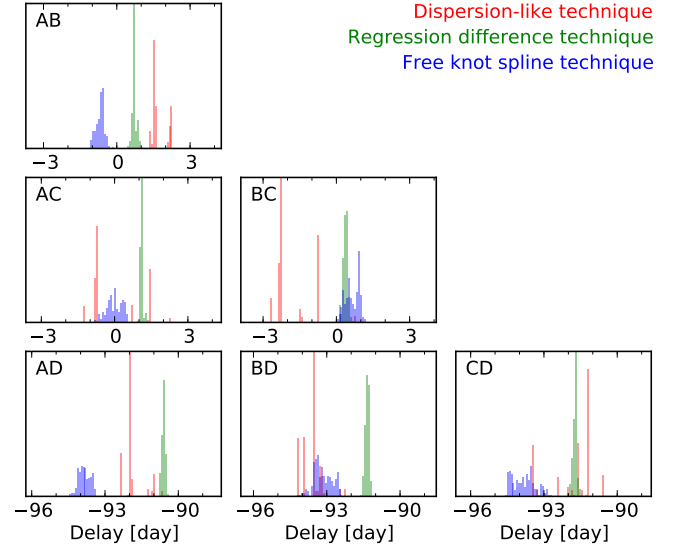 AB
Dispersion-like technique
Regression difference technique
Free knot spline technique
−3 0 3
AC
BC
−3 0 3 −3 0 3
AD
BD
CD
−96 −93 −90 −96 −93 −90 −96 −93 −90
Delay [day] Delay [day] Delay [day]